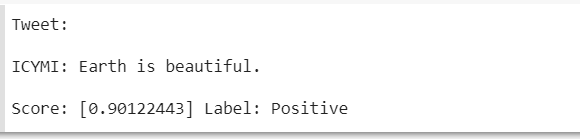 Tweet:
ICYMI: Earth is beautiful.
Score: [0.90122443] Label: Positive